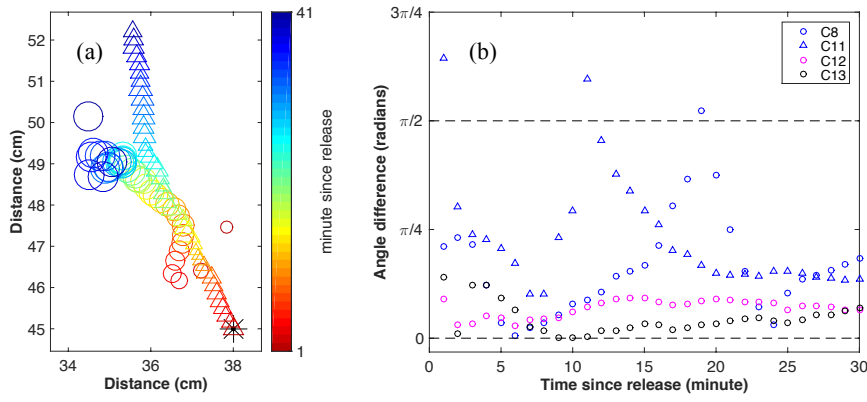 (a)
52
51
50
49
48
47
46
45
34
36
38
Distance (cm)
Distance (cm)
41
1
minute since release
(b)
3π/4
π/2
π/4
0
0
5
10
15
20
25
30
Angle difference (radians)
Time since release (minute)
C8
C11
C12
C13